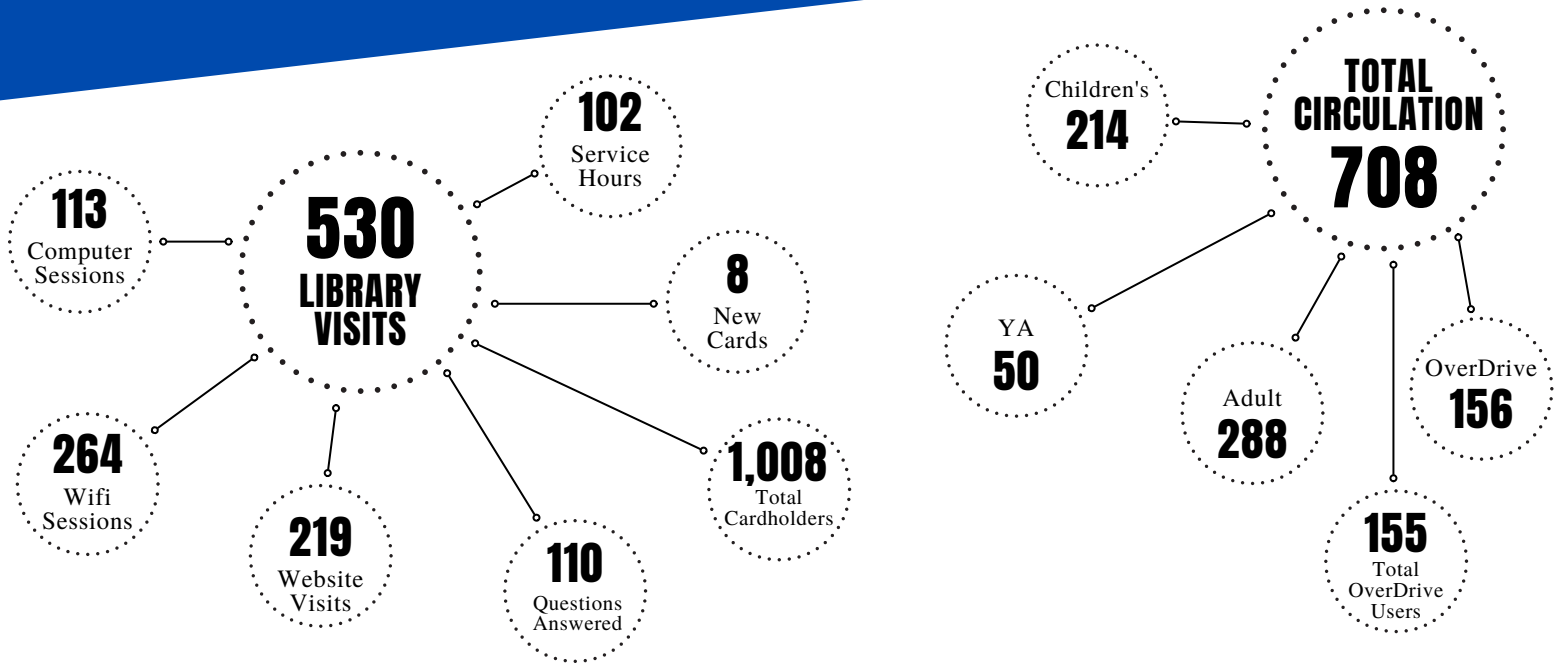 102
Service
Hours
113
Computer
Sessions
530
LIBRARY
VISITS
8
New
Cards
264
Wifi
Sessions
219
Website
Visits
110
Questions
Answered
1,008
Total
Cardholders
TOTAL
CIRCULATION
708
Children's
214
YA
50
Adult
288
OverDrive
156
155
Total
OverDrive
Users